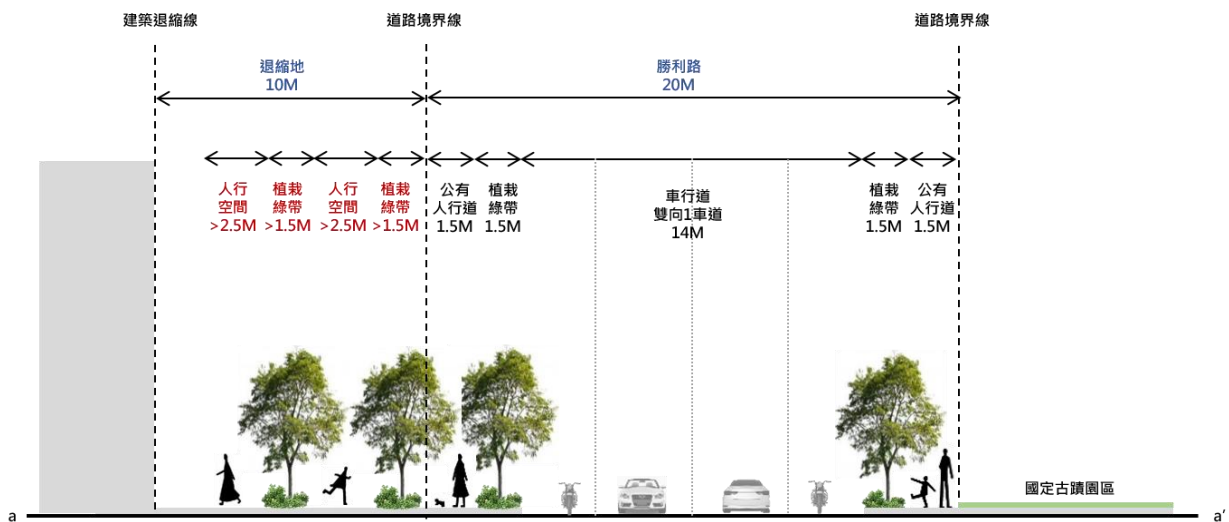 建築退縮線
道路境界線
道路境界線
退縮地
10M
勝利路
20M
人行
空間
>2.5M
植栽
綠帶
>1.5M
人行
空間
>2.5M
植栽
綠帶
>1.5M
公有
人行道
1.5M
植栽
綠帶
1.5M
車行道
雙向1車道
14M
植栽
綠帶
1.5M
公有
人行道
1.5M
國定古蹟園區
a
a'